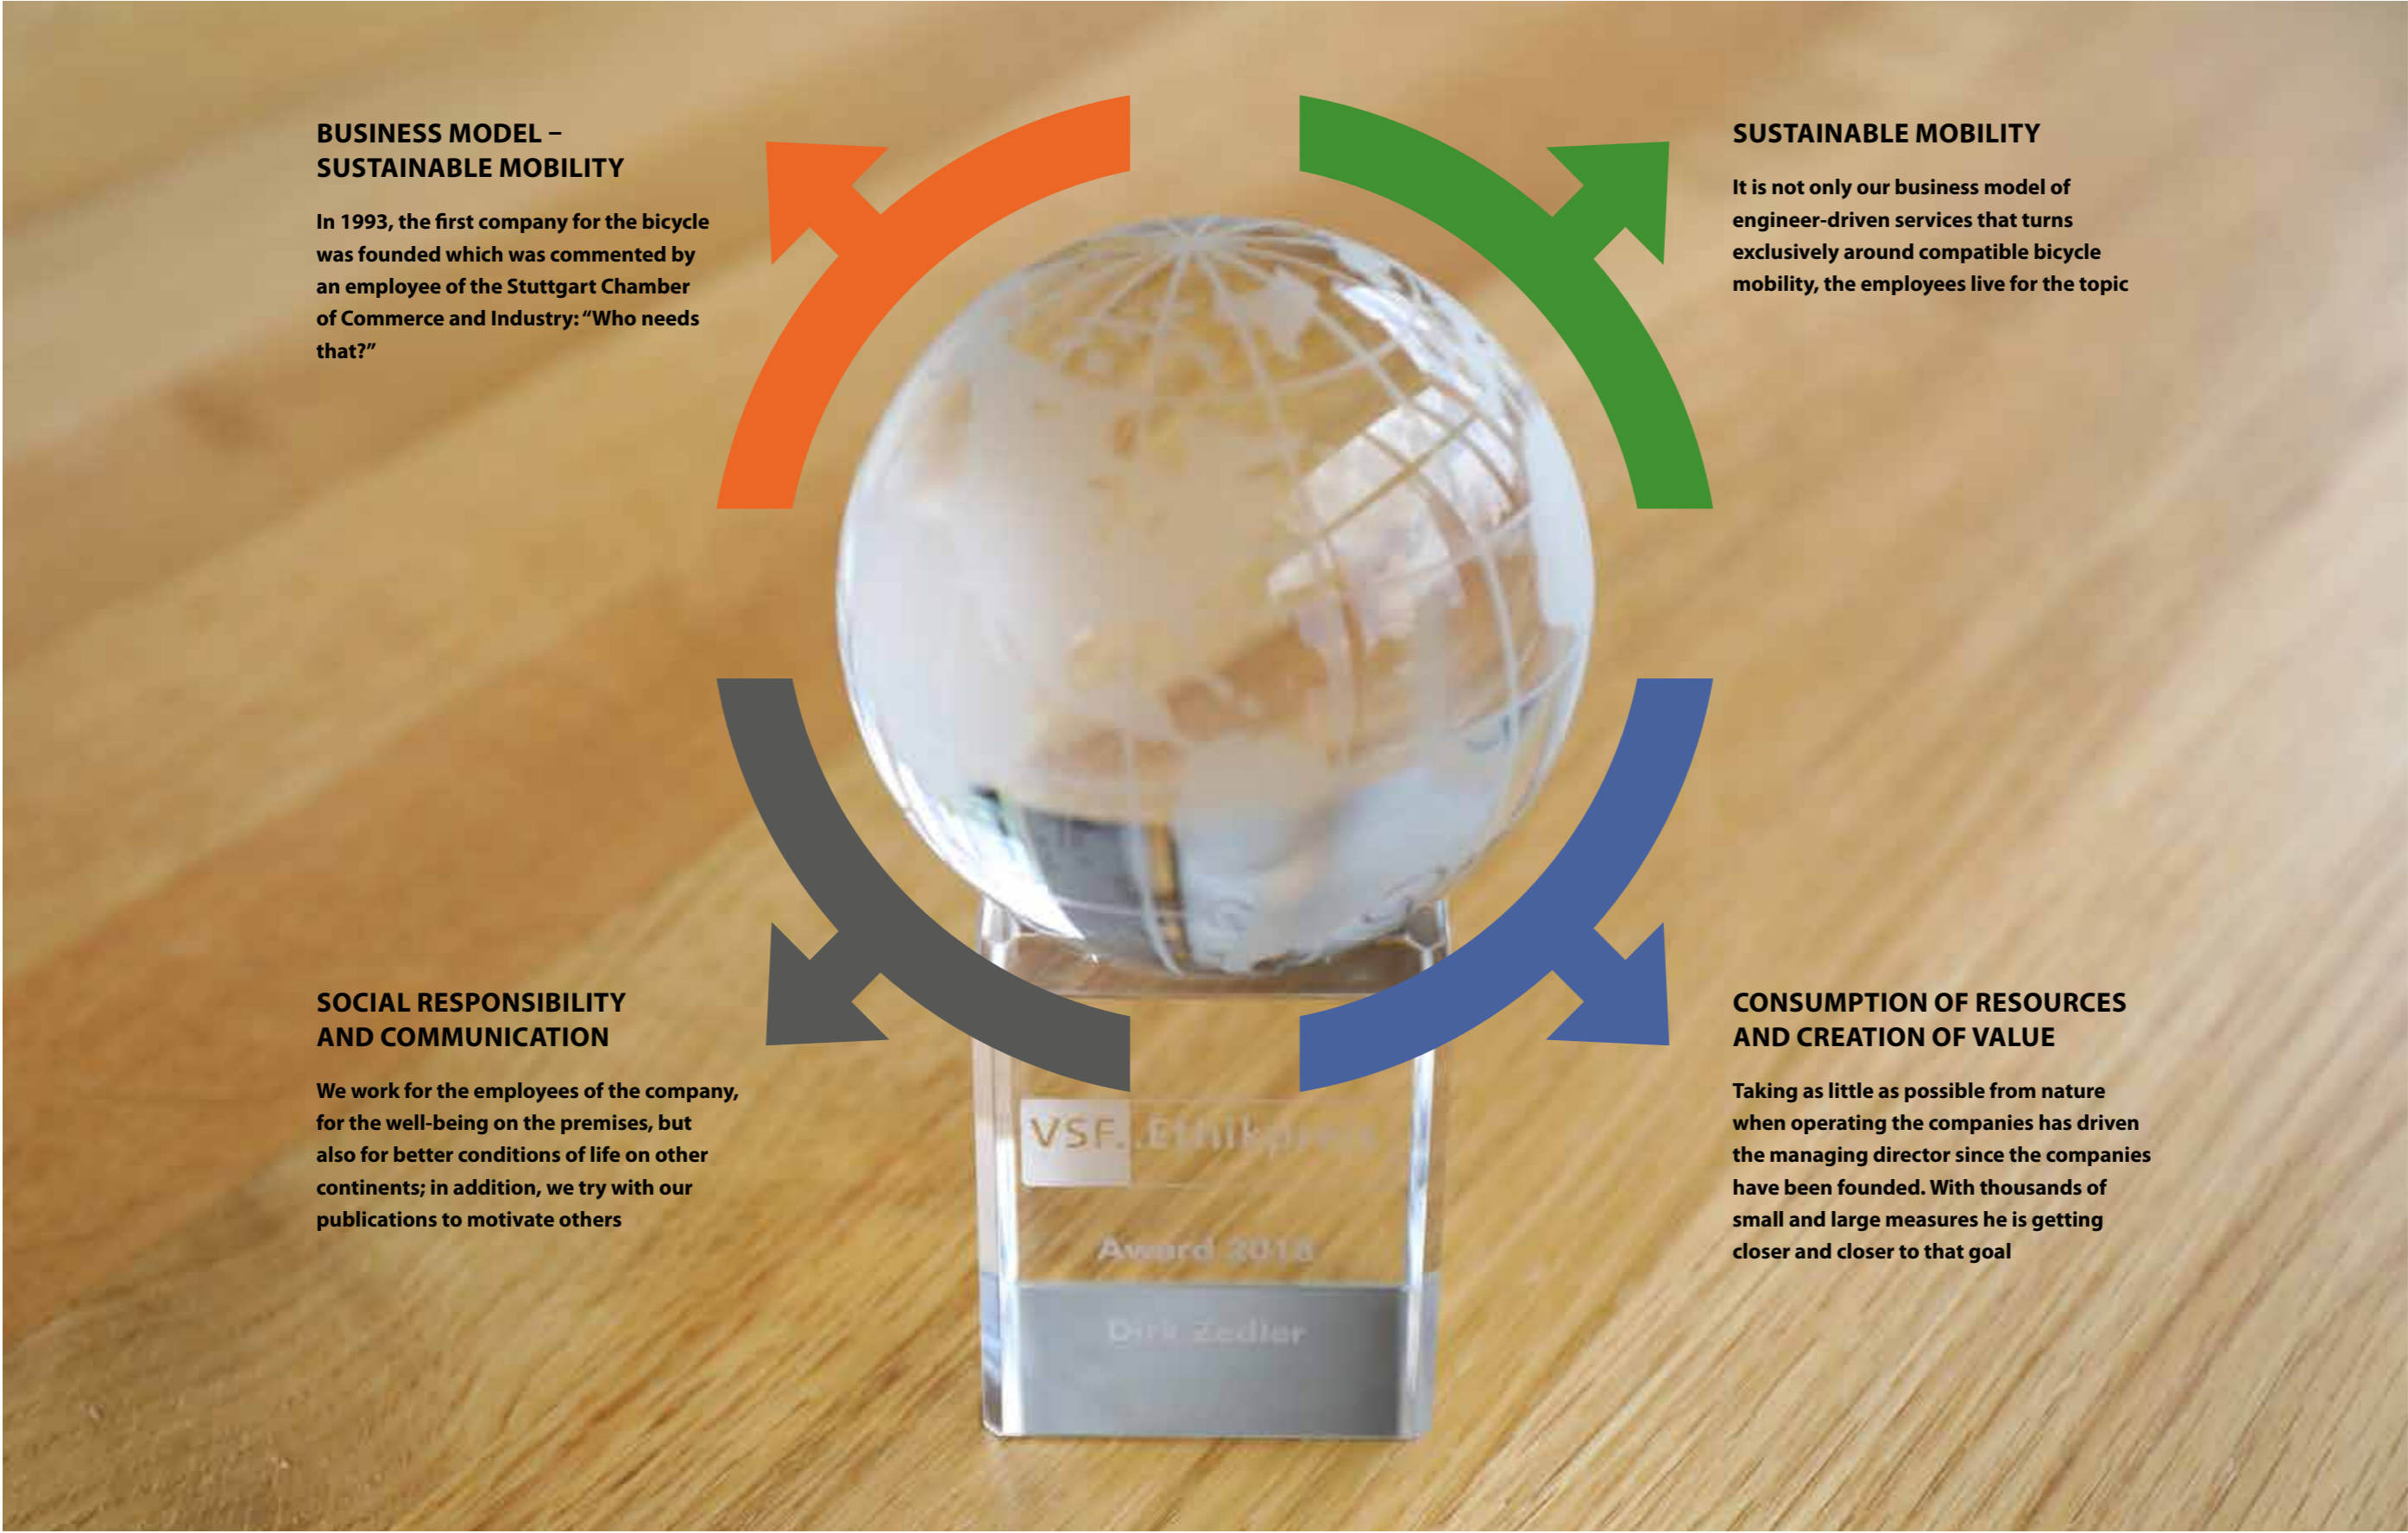 BUSINESS MODEL –
SUSTAINABLE MOBILITY
In 1993, the first company for the bicycle
was founded which was commented by
an employee of the Stuttgart Chamber
of Commerce and Industry: “Who needs
that?”
SUSTAINABLE MOBILITY
It is not only our business model of
engineer-driven services that turns
exclusively around compatible bicycle
mobility, the employees live for the topic
SOCIAL RESPONSIBILITY
AND COMMUNICATION
We work for the employees of the company,
for the well-being on the premises, but
also for better conditions of life on other
continents; in addition, we try with our
publications to motivate others
CONSUMPTION OF RESOURCES
AND CREATION OF VALUE
Taking as little as possible from nature
when operating the companies has driven
the managing director since the companies
have been founded. With thousands of
small and large measures he is getting
closer and closer to that goal
VSF..Ethikpreis
Award 2018
Dirk Zedler